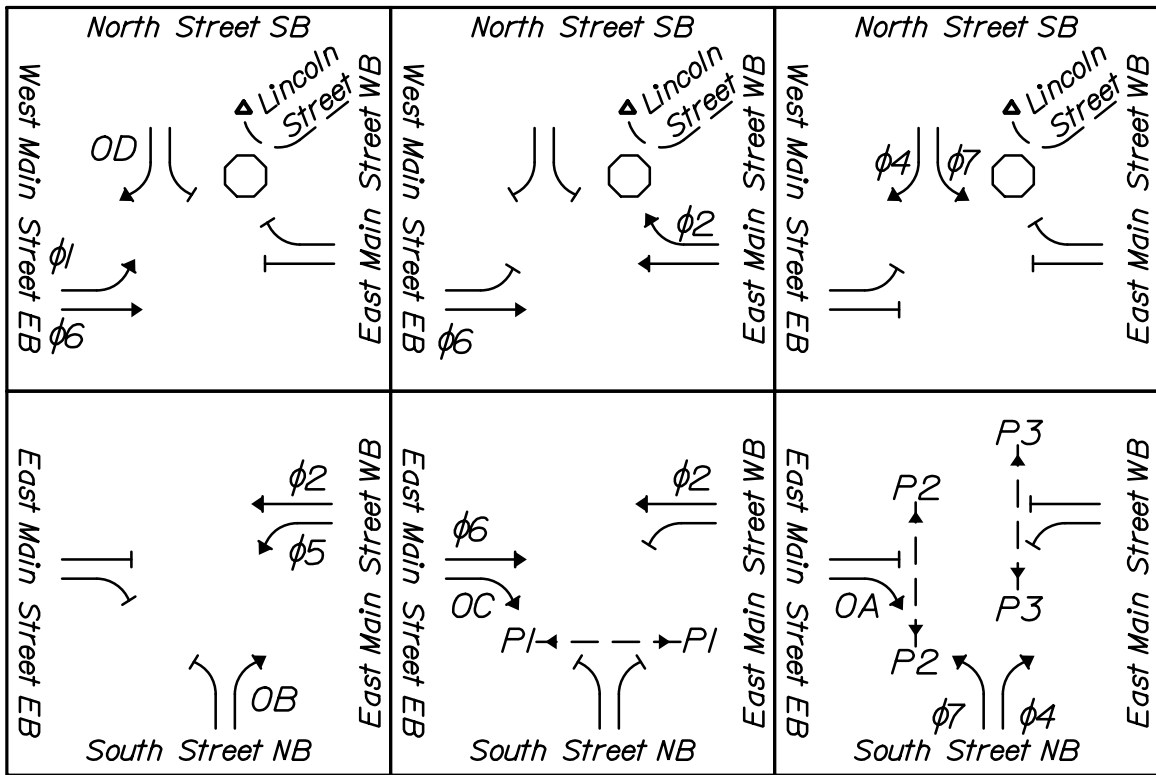 North Street SB
West Main Street EB
Lincoln
Street
East Main Street WB
OD
ϕ1
ϕ6
North Street SB
West Main Street EB
Lincoln
Street
East Main Street WB
ϕ2
ϕ6
North Street SB
West Main Street EB
Lincoln
Street
East Main Street WB
ϕ4
ϕ7
East Main Street EB
East Main Street WB
ϕ2
ϕ5
OB
South Street NB
East Main Street EB
East Main Street WB
ϕ2
ϕ6
OC
P1
P1
South Street NB
East Main Street EB
East Main Street WB
P3
P2
OA
P3
P2
ϕ7
ϕ4
South Street NB